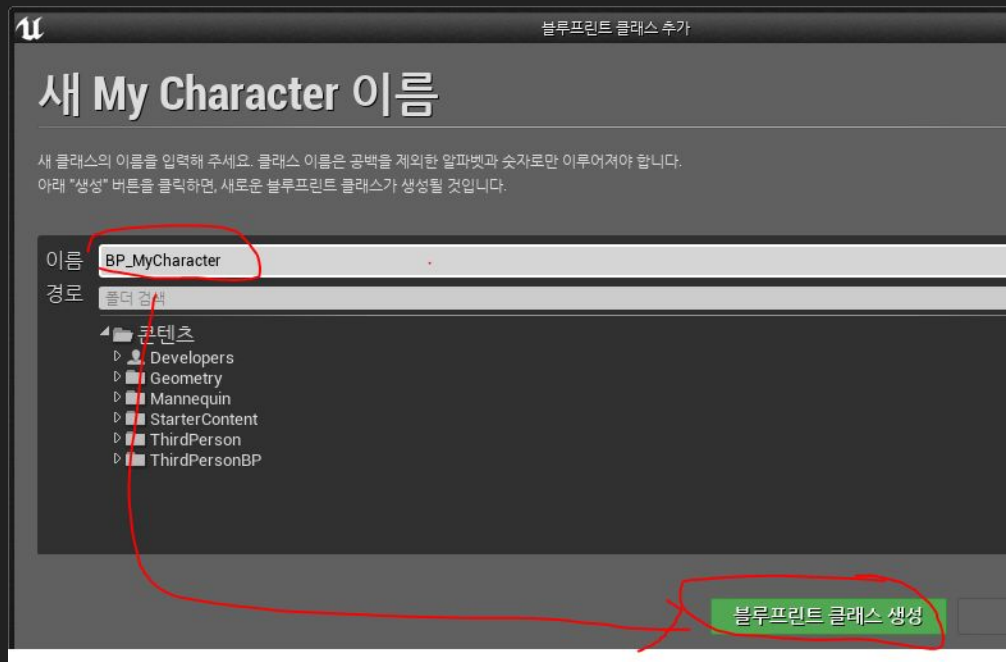 블루프린트 클래스 추가
새 My Character 이름
새 클래스의 이름을 입력해 주세요. 클래스 이름은 공백을 제외한 알파벳과 숫자로만 이루어져야 합니다.
아래 "생성" 버튼을 클릭하면, 새로운 블루프린트 클래스가 생성될 것입니다.
이름 BP_MyCharacter
경로 폴더 검색
콘텐츠
Developers
Geometry
Mannequin
StarterContent
ThirdPerson
ThirdPersonBP
블루프린트 클래스 생성